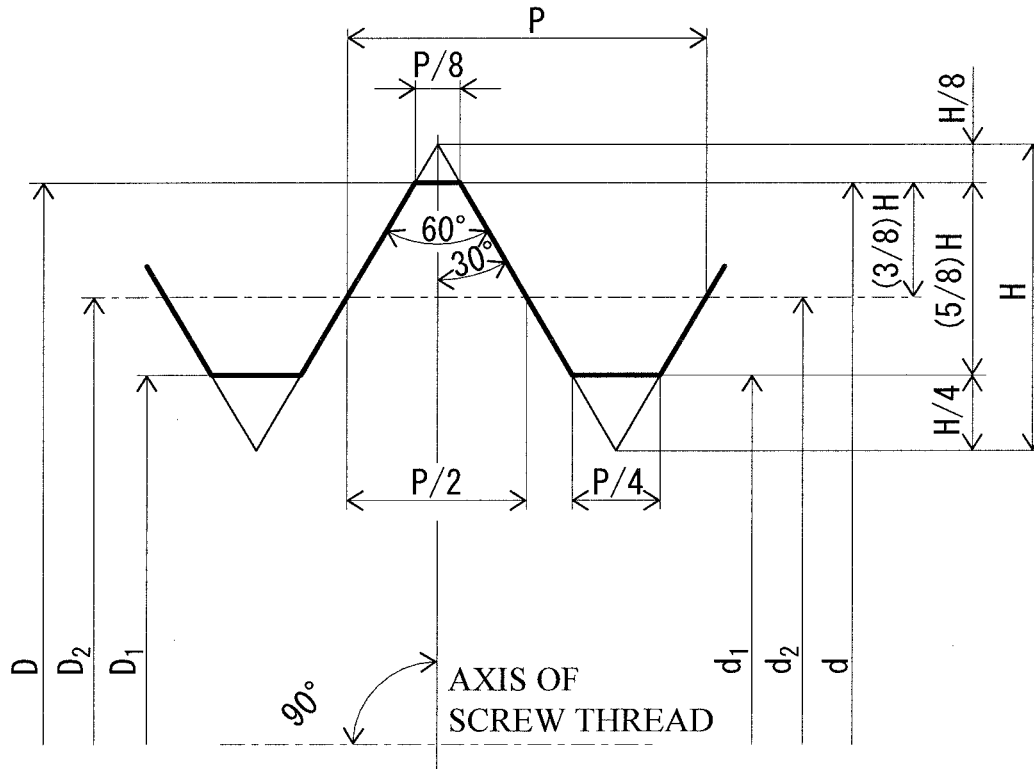 P
P/8
H/8
60°
30°
(3/8)H
(5/8)H
H
H/4
P/2
P/4
D
D₂
D₁
d₁
d₂
d
90°
AXIS OF
SCREW THREAD